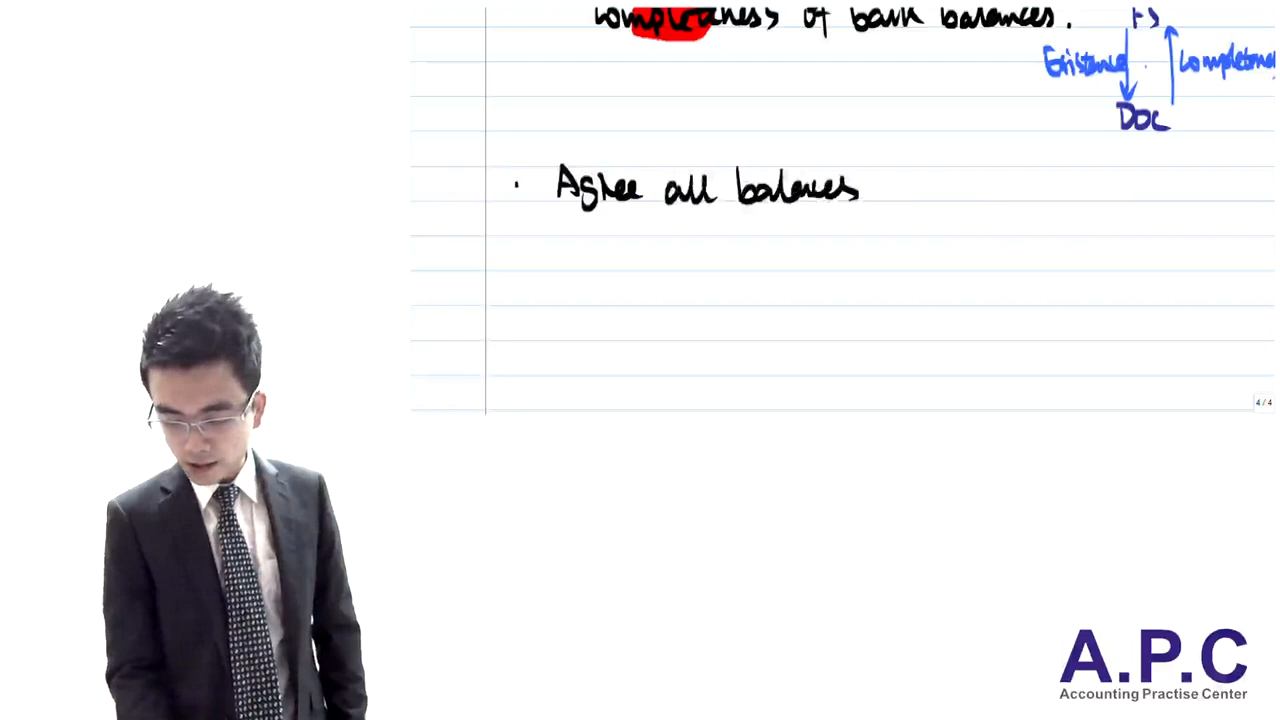 completeness of bank balances.
FS
Existence
Completeness
DOC
· Agree all balances
4 / 4
A.P.C
Accounting Practise Center